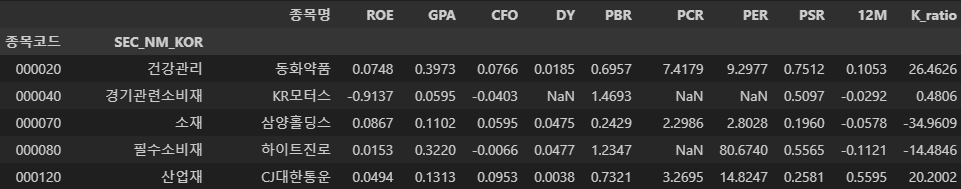 종목명 ROE GPA CFO DY PBR PCR PER PSR 12M K_ratio
종목코드 SEC_NM_KOR
000020 건강관리 동화약품 0.0748 0.3973 0.0766 0.0185 0.6957 7.4179 9.2977 0.7512 0.1053 26.4626
000040 경기관련소비재 KR모터스 -0.9137 0.0595 -0.0403 NaN 1.4693 NaN NaN 0.5097 -0.0292 0.4806
000070 소재 삼양홀딩스 0.0867 0.1102 0.0595 0.0475 0.2429 2.2986 2.8028 0.1960 -0.0578 -34.9609
000080 필수소비재 하이트진로 0.0153 0.3220 -0.0066 0.0477 1.2347 NaN 80.6740 0.5565 -0.1121 -14.4846
000120 산업재 CJ대한통운 0.0494 0.1313 0.0953 0.0038 0.7321 3.2695 14.8247 0.2581 0.5595 20.2002